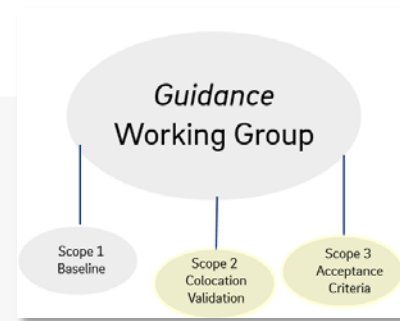 Guidance
Working Group
Scope 1
Baseline
Scope 2
Colocation
Validation
Scope 3
Acceptance
Criteria